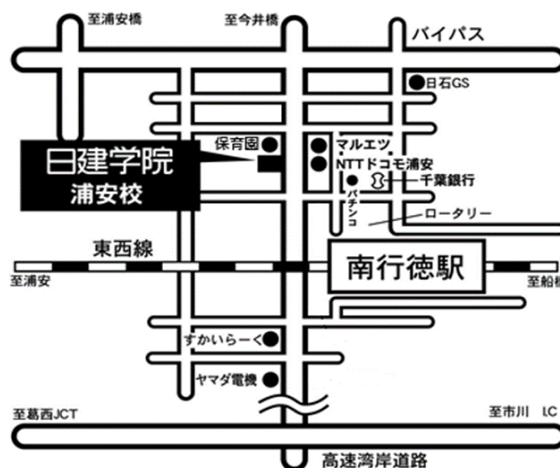 至浦安橋
至今井橋
バイパス
日石GS
保育園
マルエツ
日建学院
浦安校
NTTドコモ浦安
千葉銀行
パチンコ
ロータリー
東西線
南行徳駅
至浦安
至船橋
すかいらーく
ヤマダ電機
至葛西JCT
至市川 I.C
高速湾岸道路